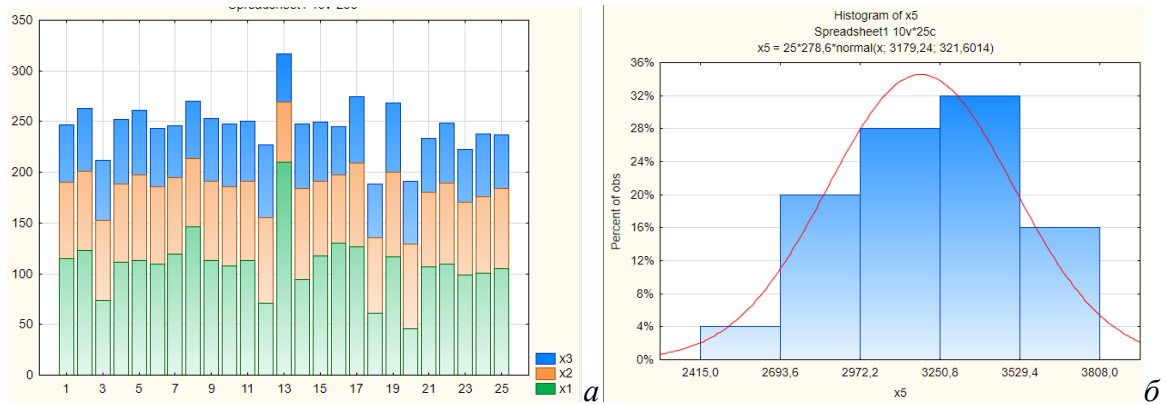 Spreadsheet1 10v*25c
350
300
250
200
150
100
50
0
1 3 5 7 9 11 13 15 17 19 21 23 25
x3
x2
x1
а
Histogram of x5
Spreadsheet1 10v*25c
x5 = 25*278,6*normal(x; 3179,24; 321,6014)
Percent of obs
36%
32%
28%
24%
20%
16%
12%
8%
4%
0%
2415,0 2693,6 2972,2 3250,8 3529,4 3808,0
x5
б